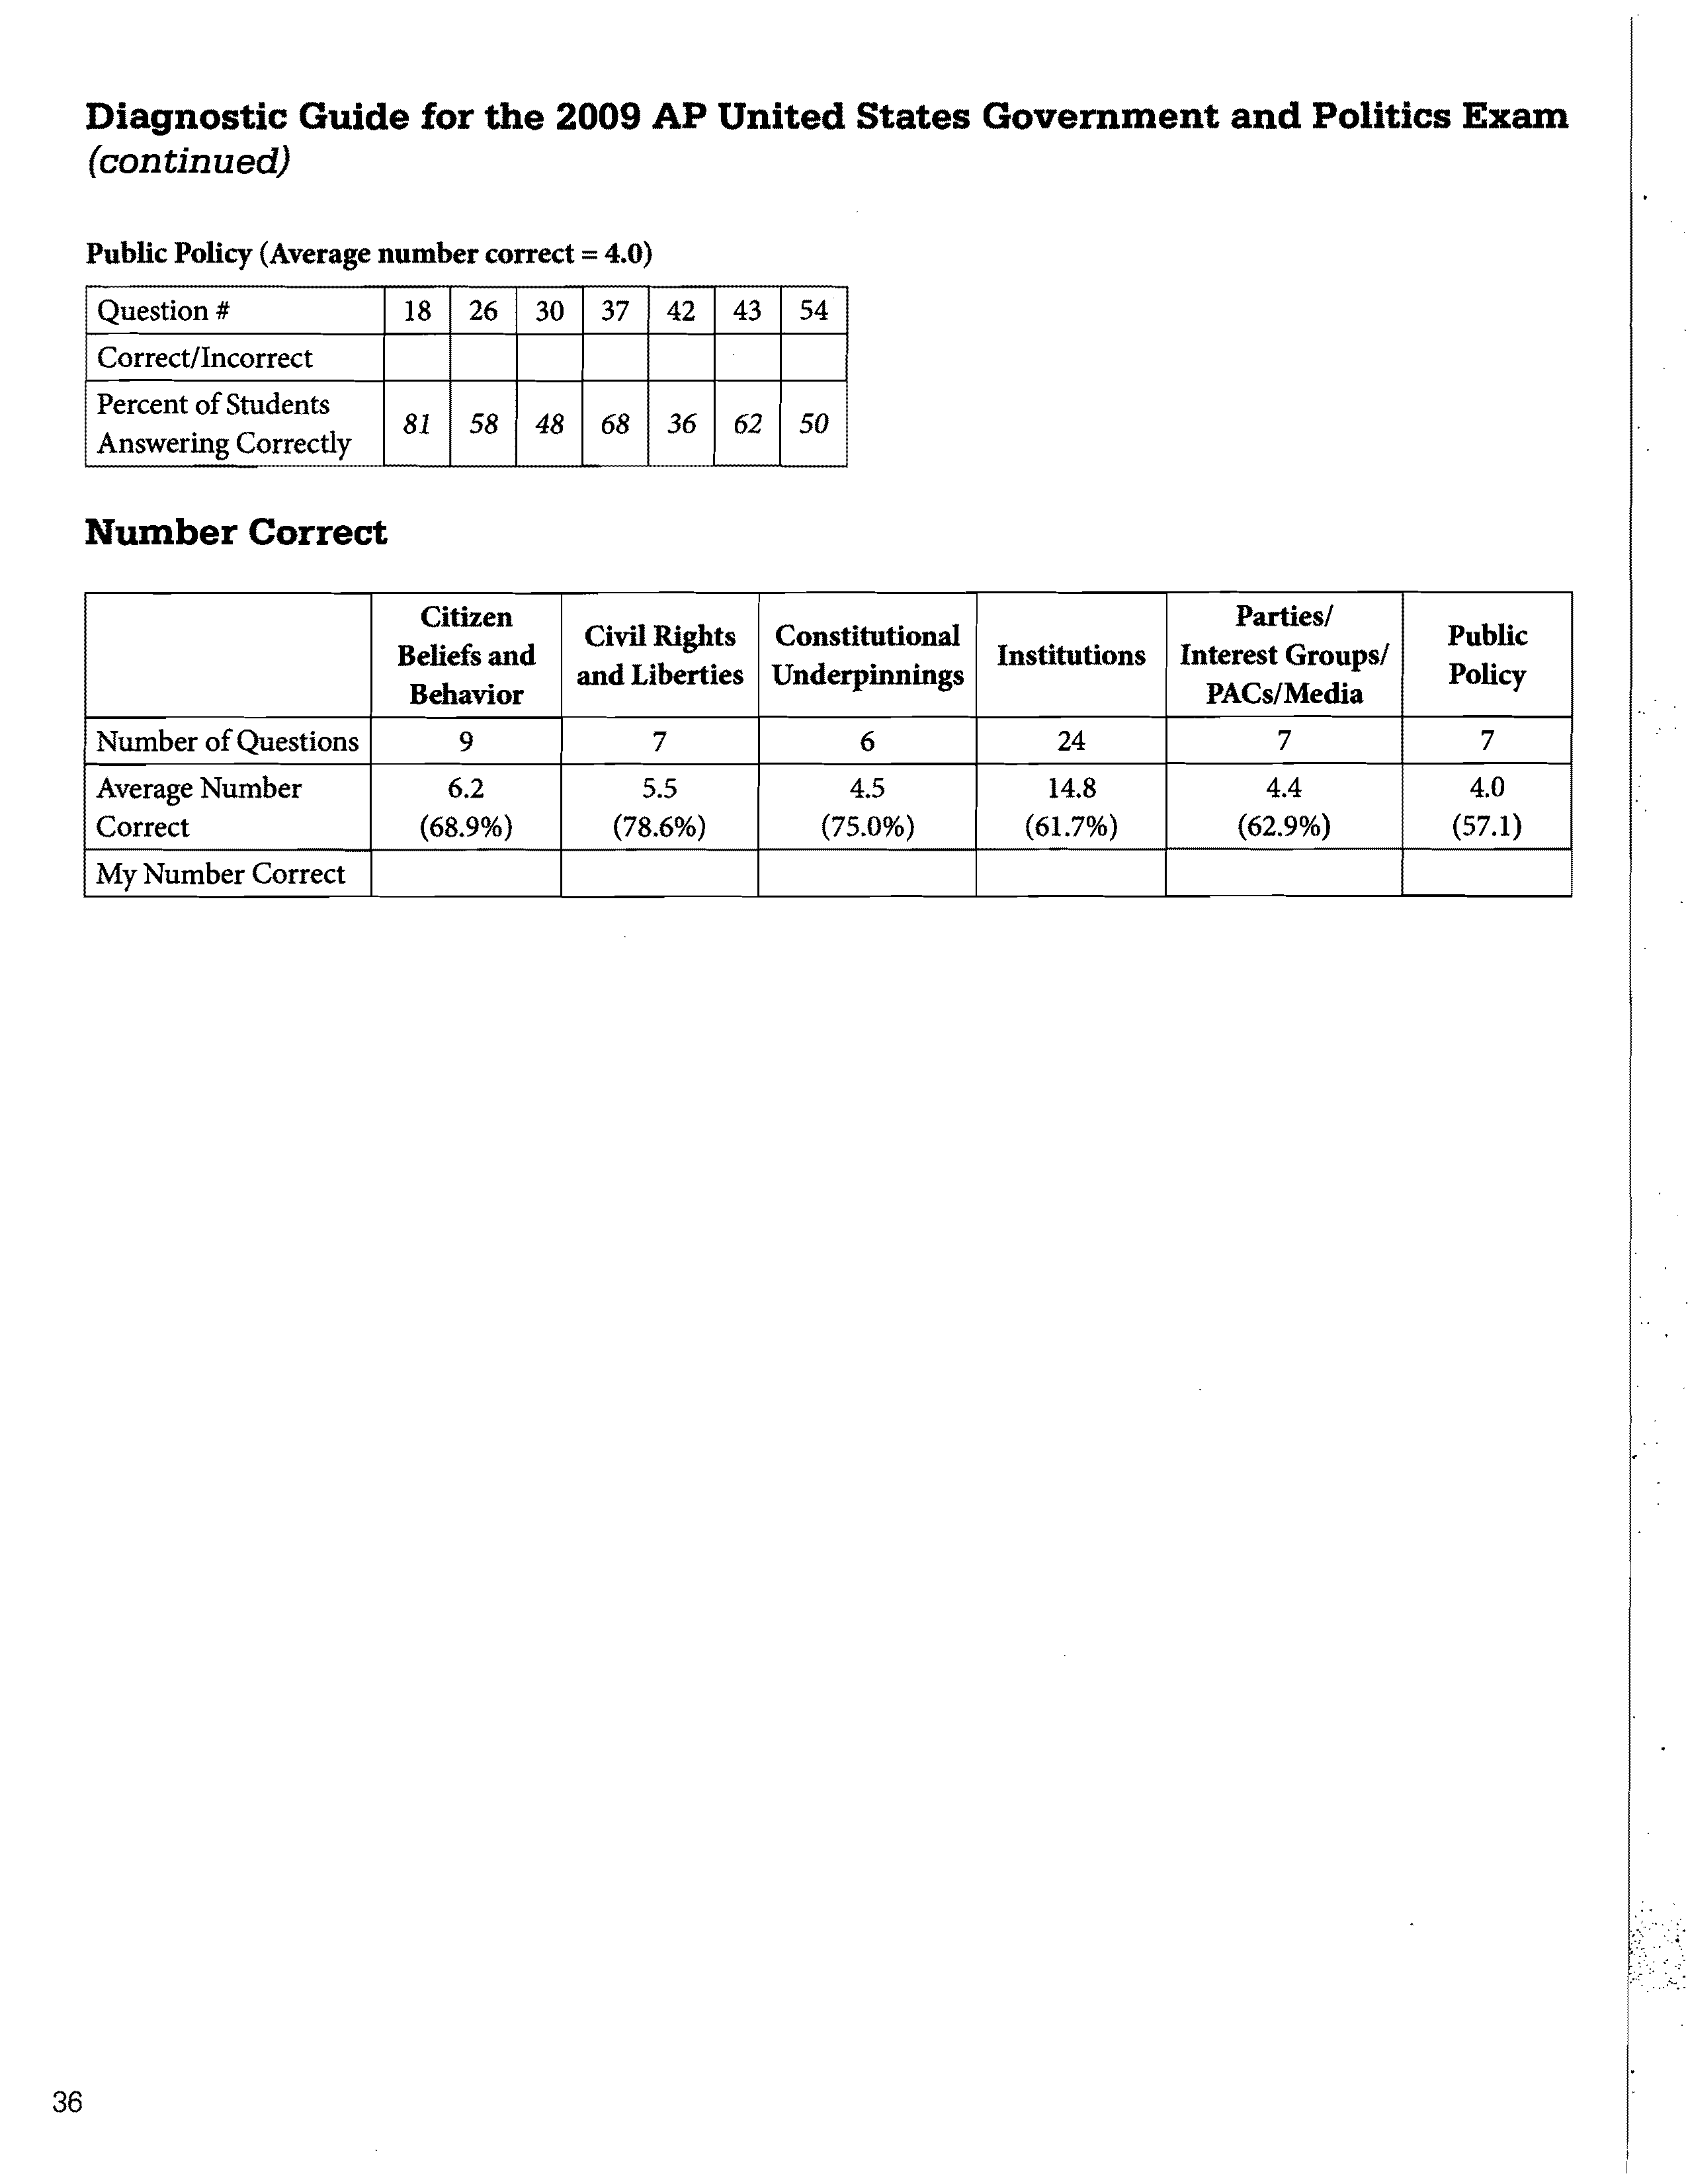 Diagnostic Guide for the 2009 AP United States Government and Politics Exam
(continued)
Public Policy (Average number correct = 4.0)
Question # 18 26 30 37 42 43 54
Correct/Incorrect
Percent of Students
Answering Correctly 81 58 48 68 36 62 50
Number Correct
Citizen Beliefs and Behavior Civil Rights and Liberties Constitutional Underpinnings Institutions Parties/ Interest Groups/ PACs/Media Public Policy
Number of Questions 9 7 6 24 7 7
Average Number 6.2 5.5 4.5 14.8 4.4 4.0
Correct (68.9%) (78.6%) (75.0%) (61.7%) (62.9%) (57.1)
My Number Correct
36